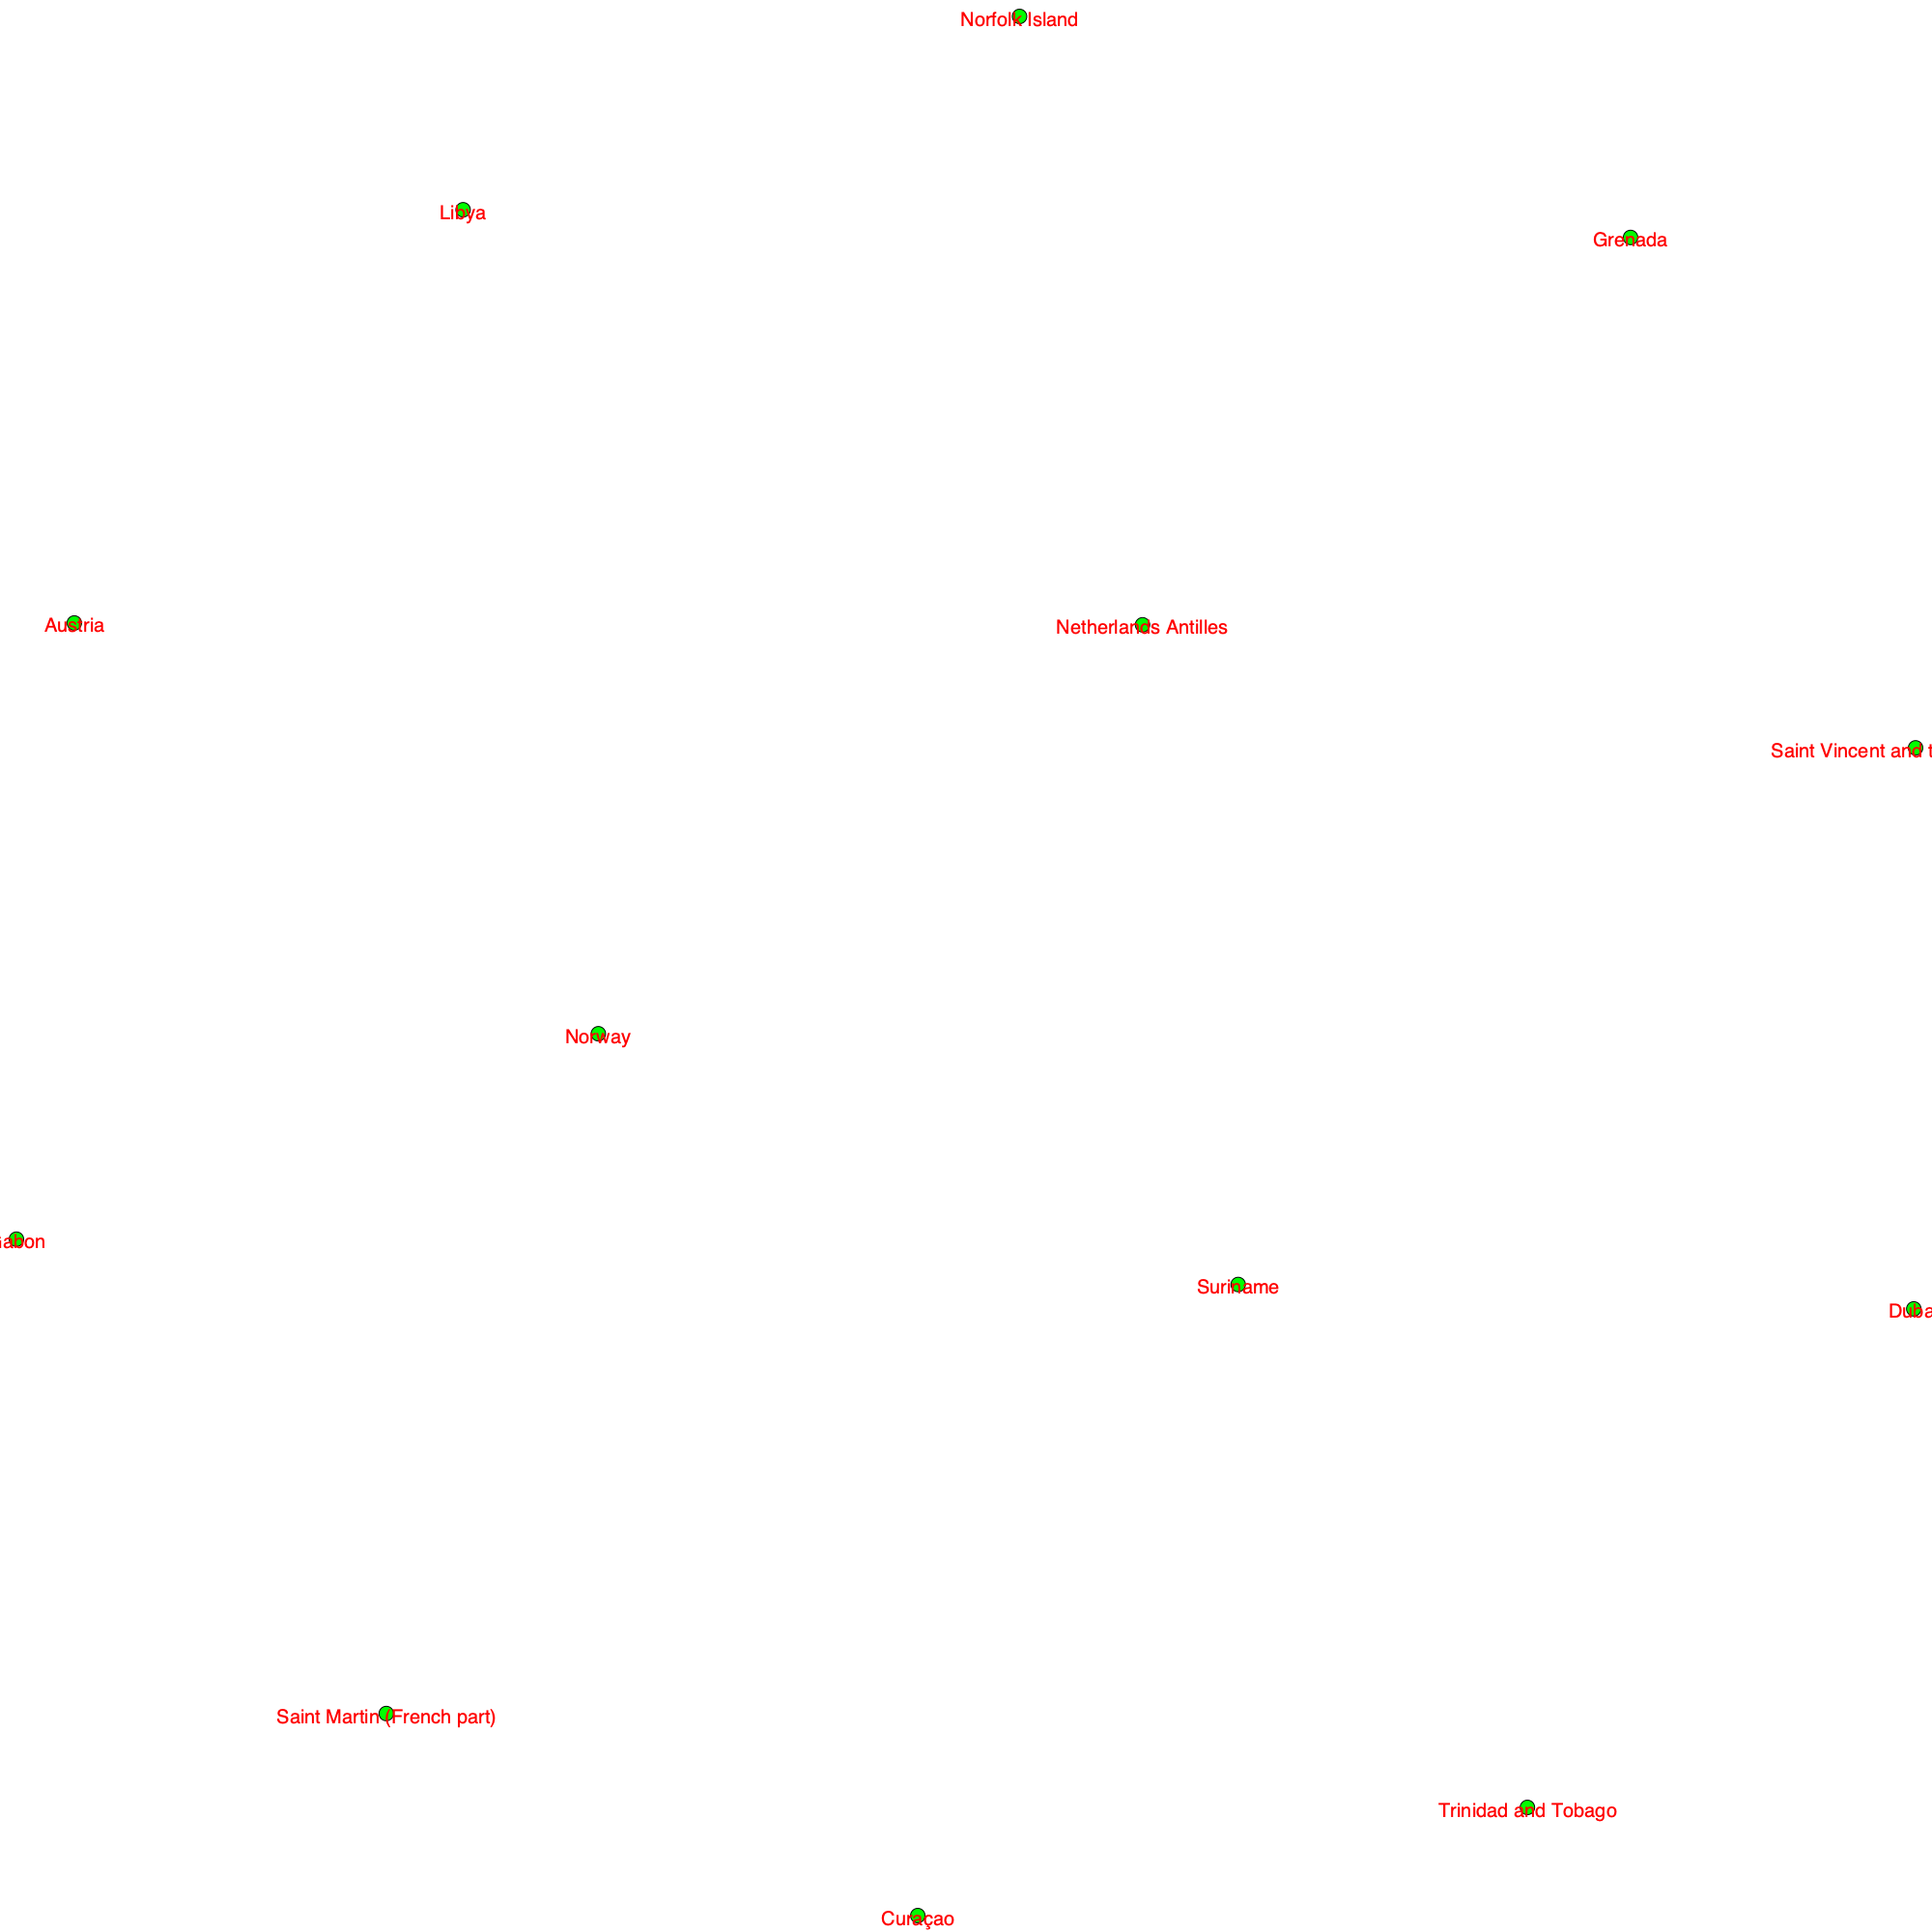 Norfolk Island
Libya
Grenada
Austria
Netherlands Antilles
Saint Vincent and t
Norway
abon
Suriname
Duba
Saint Martin (French part)
Trinidad and Tobago
Curaçao